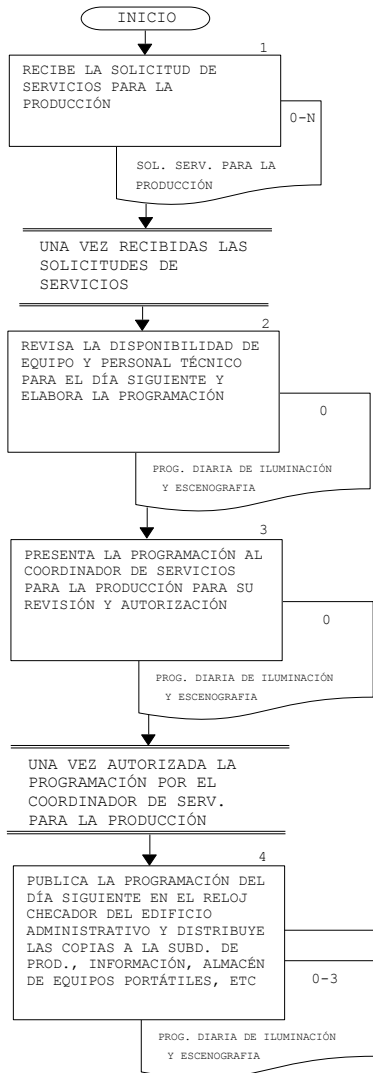 INICIO
1
RECIBE LA SOLICITUD DE
SERVICIOS PARA LA
PRODUCCIÓN
0-N
SOL. SERV. PARA LA
PRODUCCIÓN
UNA VEZ RECIBIDAS LAS
SOLICITUDES DE
SERVICIOS
2
REVISA LA DISPONIBILIDAD DE
EQUIPO Y PERSONAL TÉCNICO
PARA EL DÍA SIGUIENTE Y
ELABORA LA PROGRAMACIÓN
0
PROG. DIARIA DE ILUMINACIÓN
Y ESCENOGRAFIA
3
PRESENTA LA PROGRAMACIÓN AL
COORDINADOR DE SERVICIOS
PARA LA PRODUCCIÓN PARA SU
REVISIÓN Y AUTORIZACIÓN
0
PROG. DIARIA DE ILUMINACIÓN
Y ESCENOGRAFIA
UNA VEZ AUTORIZADA LA
PROGRAMACIÓN POR EL
COORDINADOR DE SERV.
PARA LA PRODUCCIÓN
4
PUBLICA LA PROGRAMACIÓN DEL
DÍA SIGUIENTE EN EL RELOJ
CHECADOR DEL EDIFICIO
ADMINISTRATIVO Y DISTRIBUYE
LAS COPIAS A LA SUBD. DE
PROD., INFORMACIÓN, ALMACÉN
DE EQUIPOS PORTÁTILES, ETC
0-3
PROG. DIARIA DE ILUMINACIÓN
Y ESCENOGRAFIA